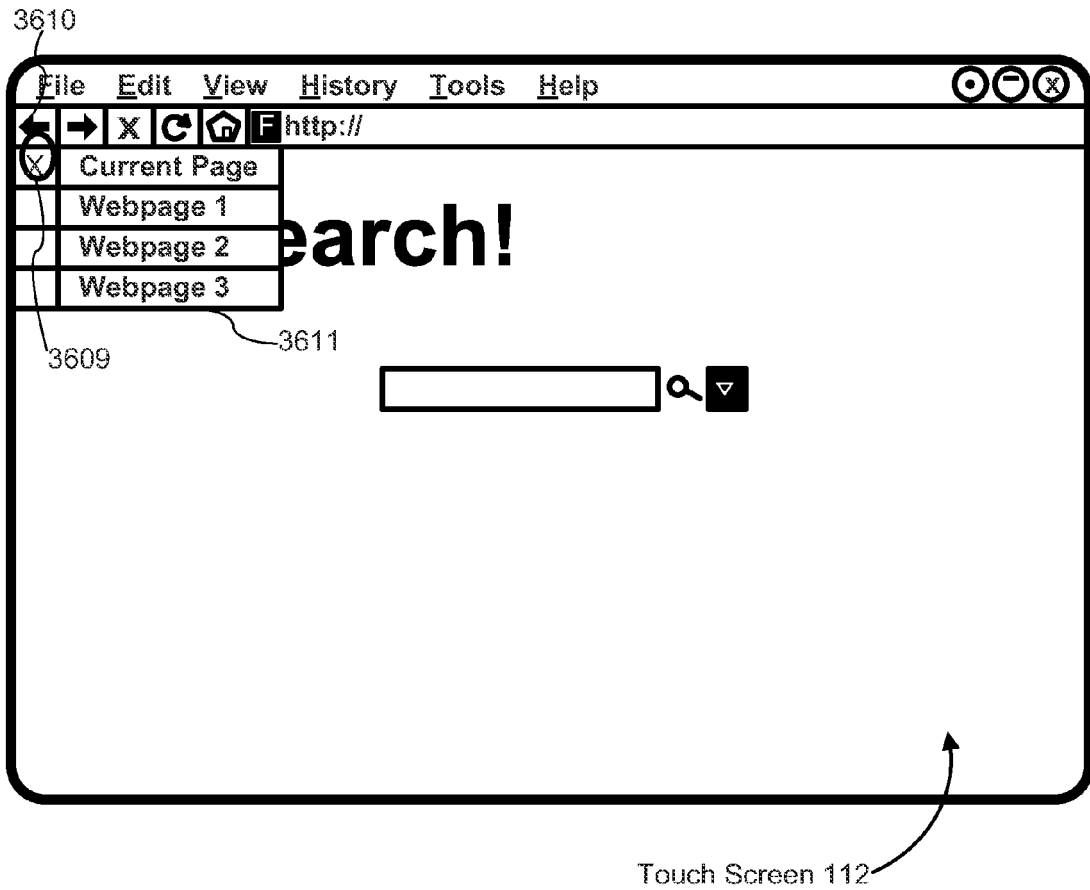 3610
File Edit View History Tools Help X
X F http://
X Current Page
Webpage 1
Webpage 2
Webpage 3
earch!
3611
3609
Touch Screen 112